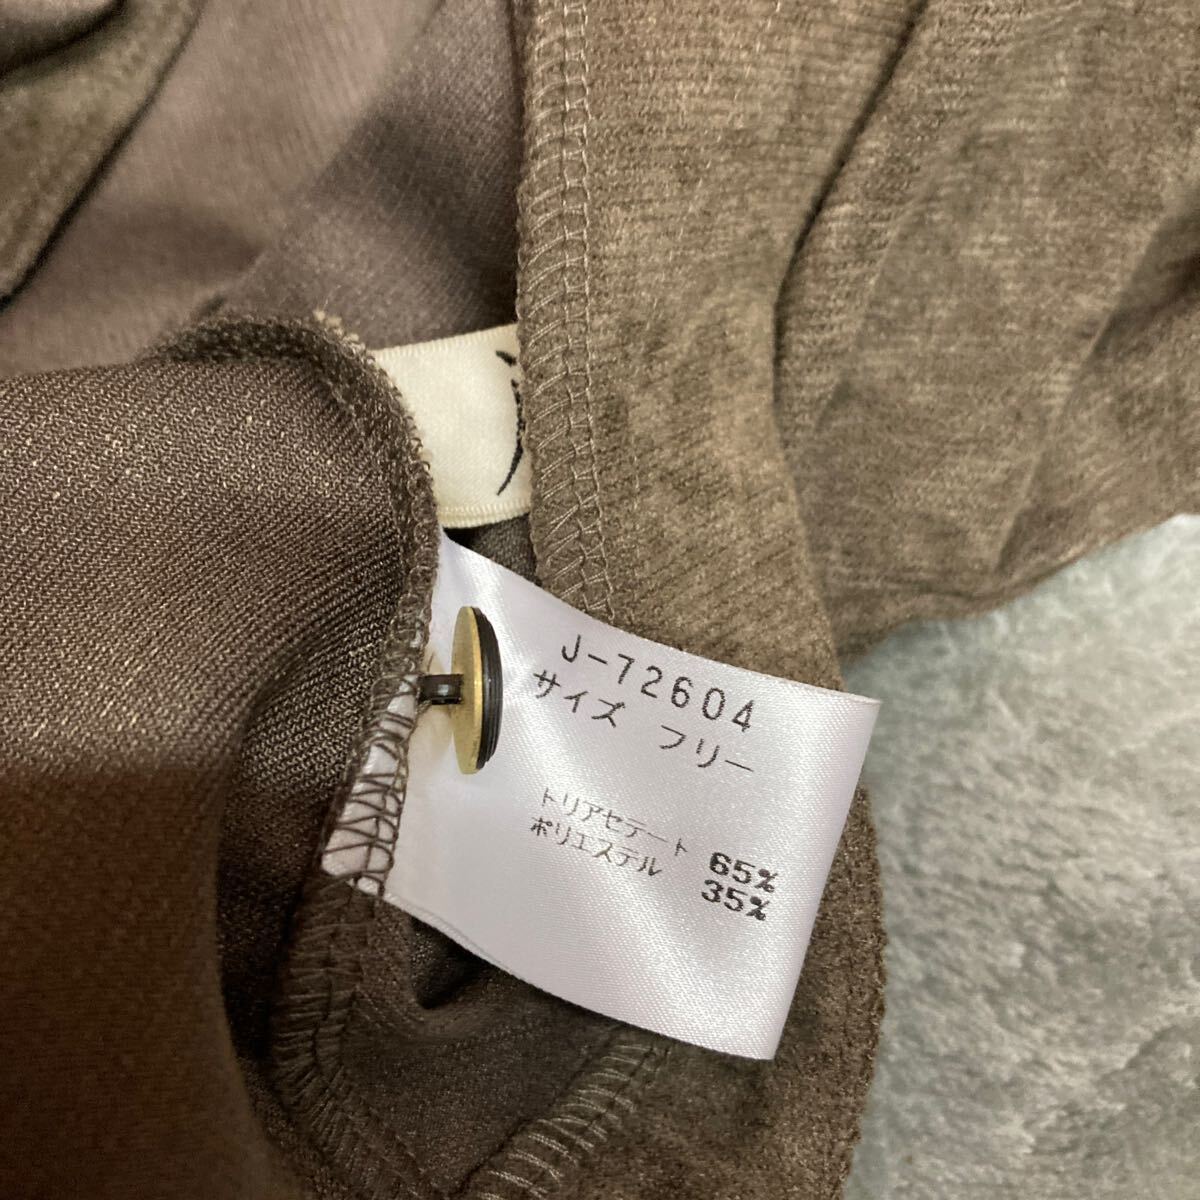 J-72604
サイズ フリー
トリアセテート 65%
ポリエステル 35%